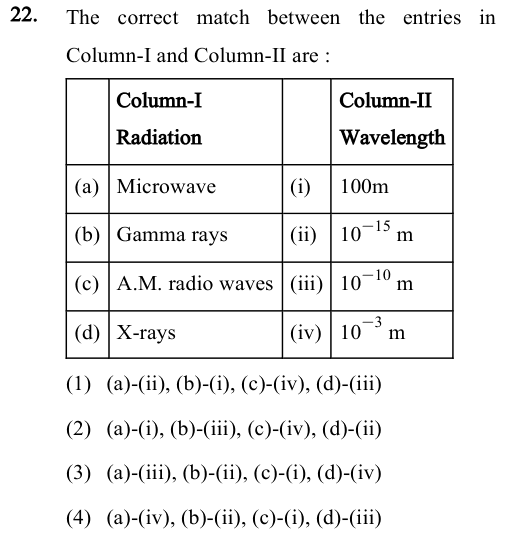 22. The correct match between the entries in
Column-I and Column-II are :
Column-I Column-II
Radiation Wavelength
(a) Microwave (i) 100m
(b) Gamma rays (ii) 10⁻¹⁵ m
(c) A.M. radio waves (iii) 10⁻¹⁰ m
(d) X-rays (iv) 10⁻³ m
(1) (a)-(ii), (b)-(i), (c)-(iv), (d)-(iii)
(2) (a)-(i), (b)-(iii), (c)-(iv), (d)-(ii)
(3) (a)-(iii), (b)-(ii), (c)-(i), (d)-(iv)
(4) (a)-(iv), (b)-(ii), (c)-(i), (d)-(iii)